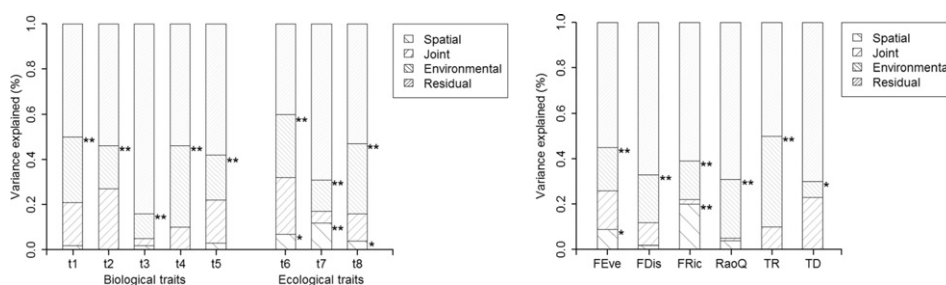 Variance explained (%)
1.0
0.8
0.6
0.4
0.2
0.0
**
**
**
**
**
**
*
**
**
**
*
t1 t2 t3 t4 t5 t6 t7 t8
Biological traits Ecological traits
Spatial
Joint
Environmental
Residual
Variance explained (%)
1.0
0.8
0.6
0.4
0.2
0.0
**
*
**
**
**
**
**
*
FEve FDis FRic RaoQ TR TD
Spatial
Joint
Environmental
Residual